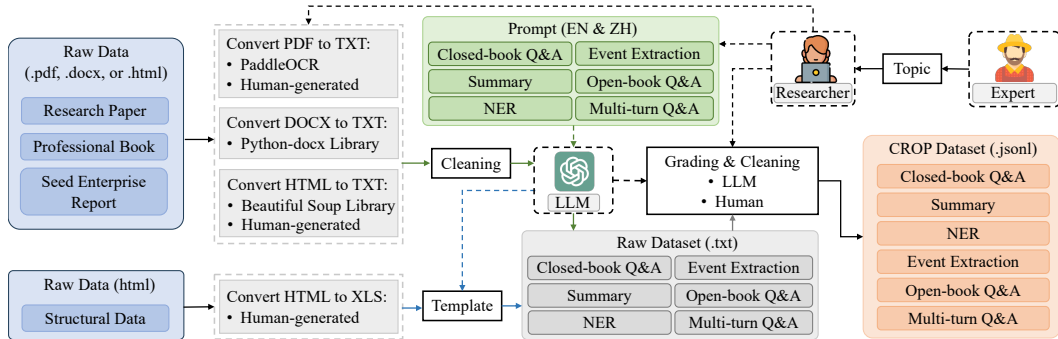 Raw Data
(.pdf, .docx, or .html)
Research Paper
Professional Book
Seed Enterprise
Report
Convert PDF to TXT:
• PaddleOCR
• Human-generated
Convert DOCX to TXT:
• Python-docx Library
Convert HTML to TXT:
• Beautiful Soup Library
• Human-generated
Cleaning
Prompt (EN & ZH)
Closed-book Q&A
Event Extraction
Summary
Open-book Q&A
NER
Multi-turn Q&A
LLM
Researcher
Topic
Expert
Grading & Cleaning
• LLM
• Human
Raw Data (html)
Structural Data
Convert HTML to XLS:
• Human-generated
Template
Raw Dataset (.txt)
Closed-book Q&A
Event Extraction
Summary
Open-book Q&A
NER
Multi-turn Q&A
CROP Dataset (.jsonl)
Closed-book Q&A
Summary
NER
Event Extraction
Open-book Q&A
Multi-turn Q&A